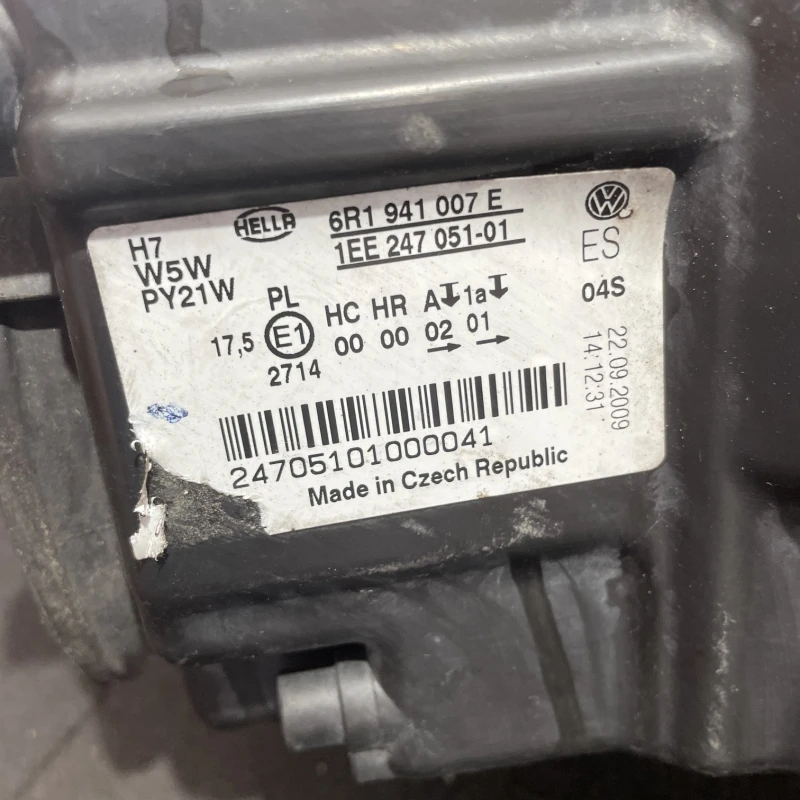 H7
W5W
PY21W
HELLA
6R1 941 007 E
1EE 247 051-01
ES
04S
PL
17,5 E1
2714
HC HR A 1a
00 00 02 01
22.09.2009
14:12:31
24705101000041
Made in Czech Republic